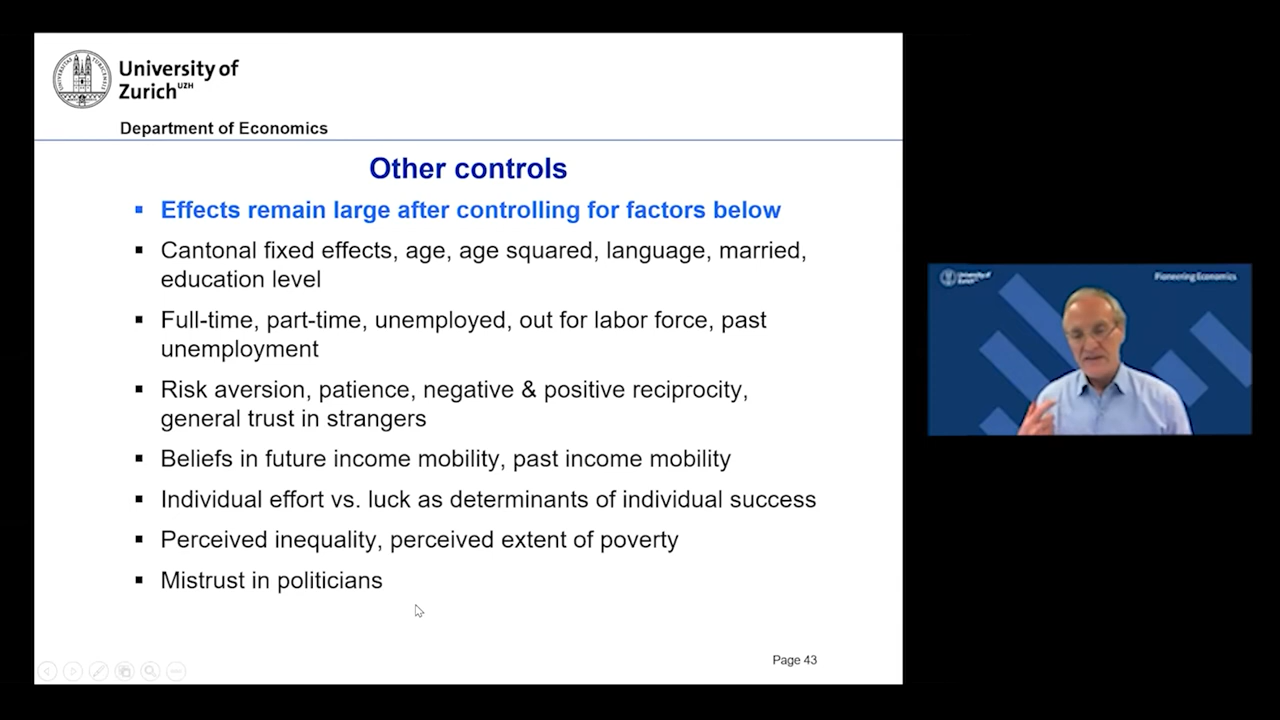 University of
Zurich UZH
Department of Economics
Other controls
Effects remain large after controlling for factors below
Cantonal fixed effects, age, age squared, language, married,
education level
Full-time, part-time, unemployed, out for labor force, past
unemployment
Risk aversion, patience, negative & positive reciprocity,
general trust in strangers
Beliefs in future income mobility, past income mobility
Individual effort vs. luck as determinants of individual success
Perceived inequality, perceived extent of poverty
Mistrust in politicians
Page 43
University of
Zurich
Pioneering Economics